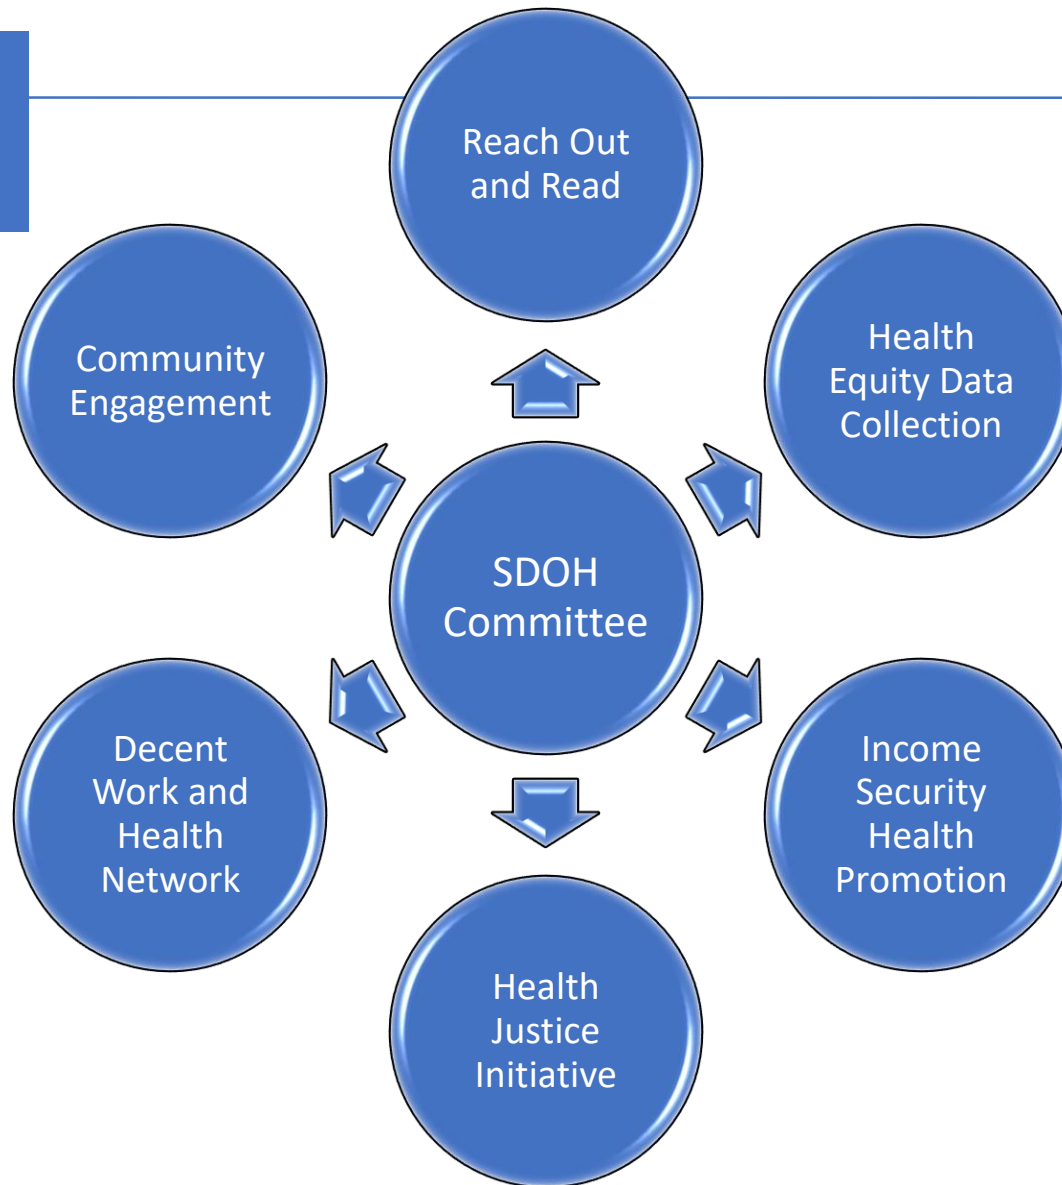 Reach Out
and Read
Community
Engagement
Health
Equity Data
Collection
SDOH
Committee
Decent
Work and
Health
Network
Income
Security
Health
Promotion
Health
Justice
Initiative